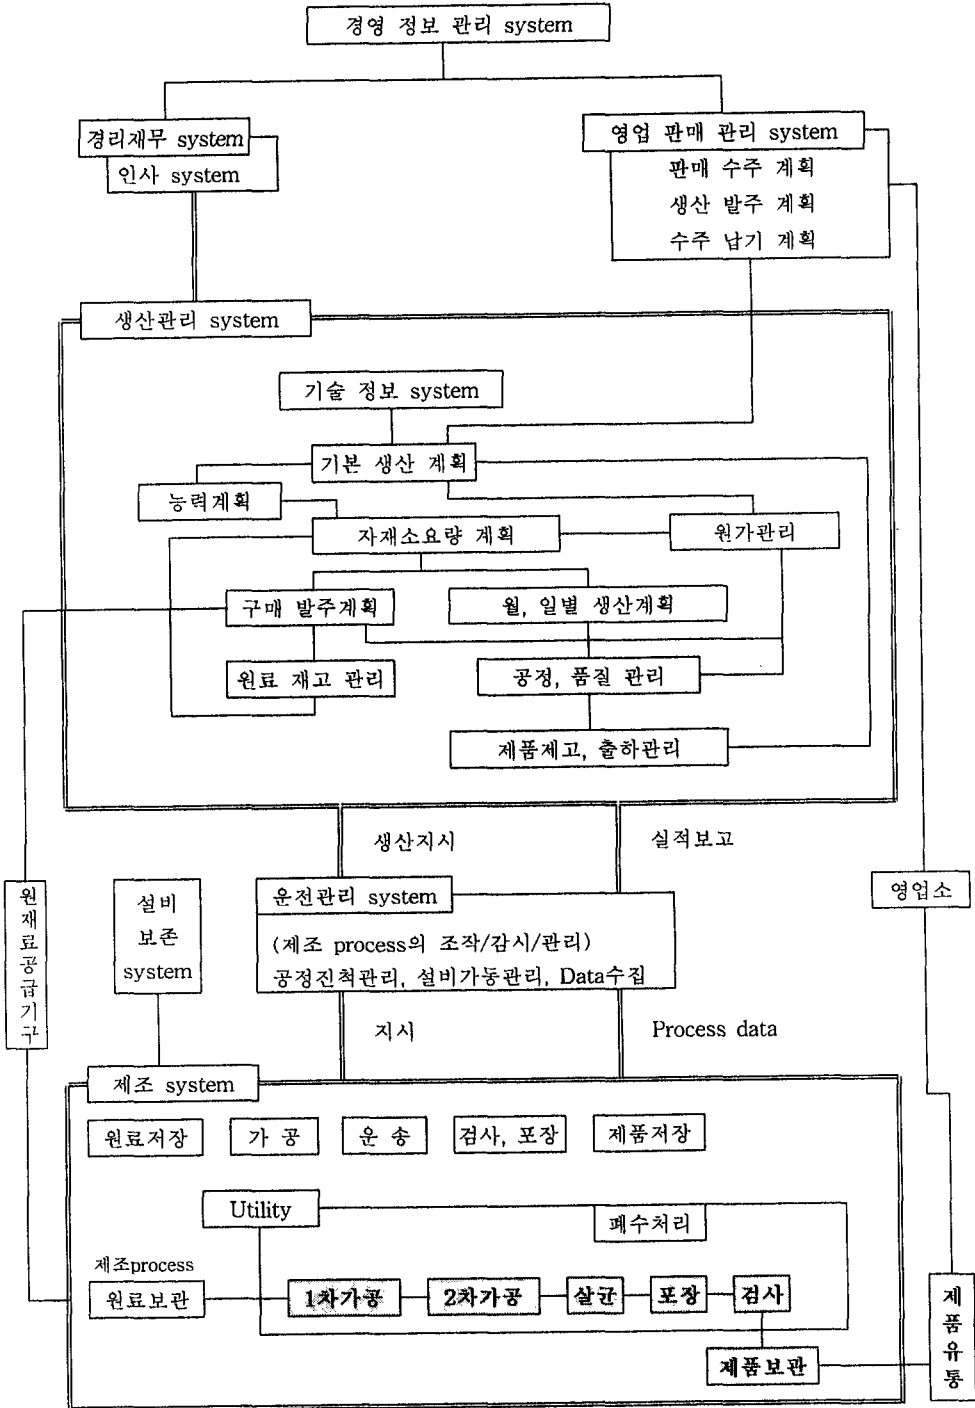 경영 정보 관리 system
경리재무 system
인사 system
영업 판매 관리 system
판매 수주 계획
생산 발주 계획
수주 납기 계획
생산관리 system
기술 정보 system
기본 생산 계획
능력계획
자재소요량 계획
원가관리
구매 발주계획
월, 일별 생산계획
원료 재고 관리
공정, 품질 관리
제품제고, 출하관리
생산지시
실적보고
원재료공급기구
설비
보존
system
운전관리 system
(제조 process의 조작/감시/관리)
공정진척관리, 설비가동관리, Data수집
영업소
지시
Process data
제조 system
원료저장
가 공
운 송
검사, 포장
제품저장
Utility
폐수처리
제조process
원료보관
1차가공
2차가공
살균
포장
검사
제품보관
제품유통